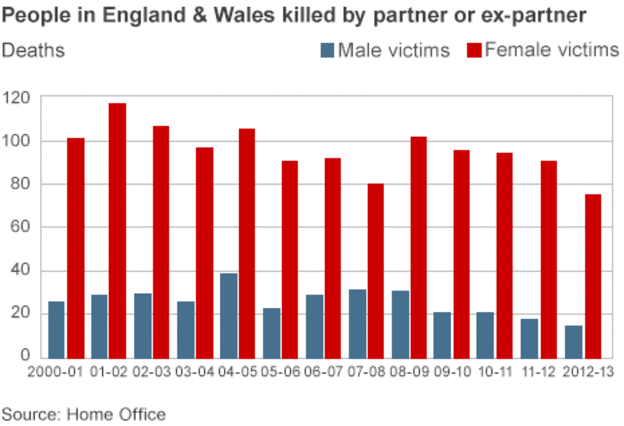 People in England & Wales killed by partner or ex-partner
Deaths
Male victims
Female victims
120
100
80
60
40
20
0
2000-01 01-02 02-03 03-04 04-05 05-06 06-07 07-08 08-09 09-10 10-11 11-12 2012-13
Source: Home Office